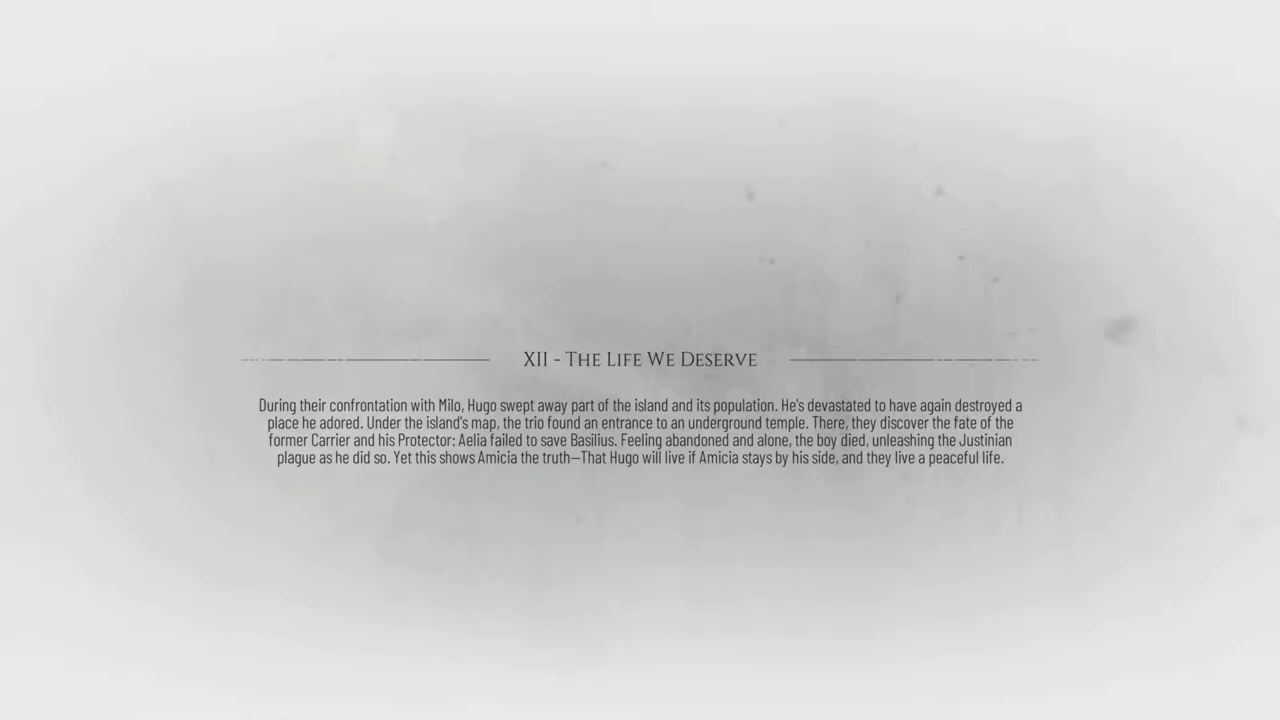 XII - The Life We Deserve
During their confrontation with Milo, Hugo swept away part of the island and its population. He's devastated to have again destroyed a
place he adored. Under the island's map, the trio found an entrance to an underground temple. There, they discover the fate of the
former Carrier and his Protector: Aelia failed to save Basilius. Feeling abandoned and alone, the boy died, unleashing the Justinian
plague as he did so. Yet this shows Amicia the truth—That Hugo will live if Amicia stays by his side, and they live a peaceful life.